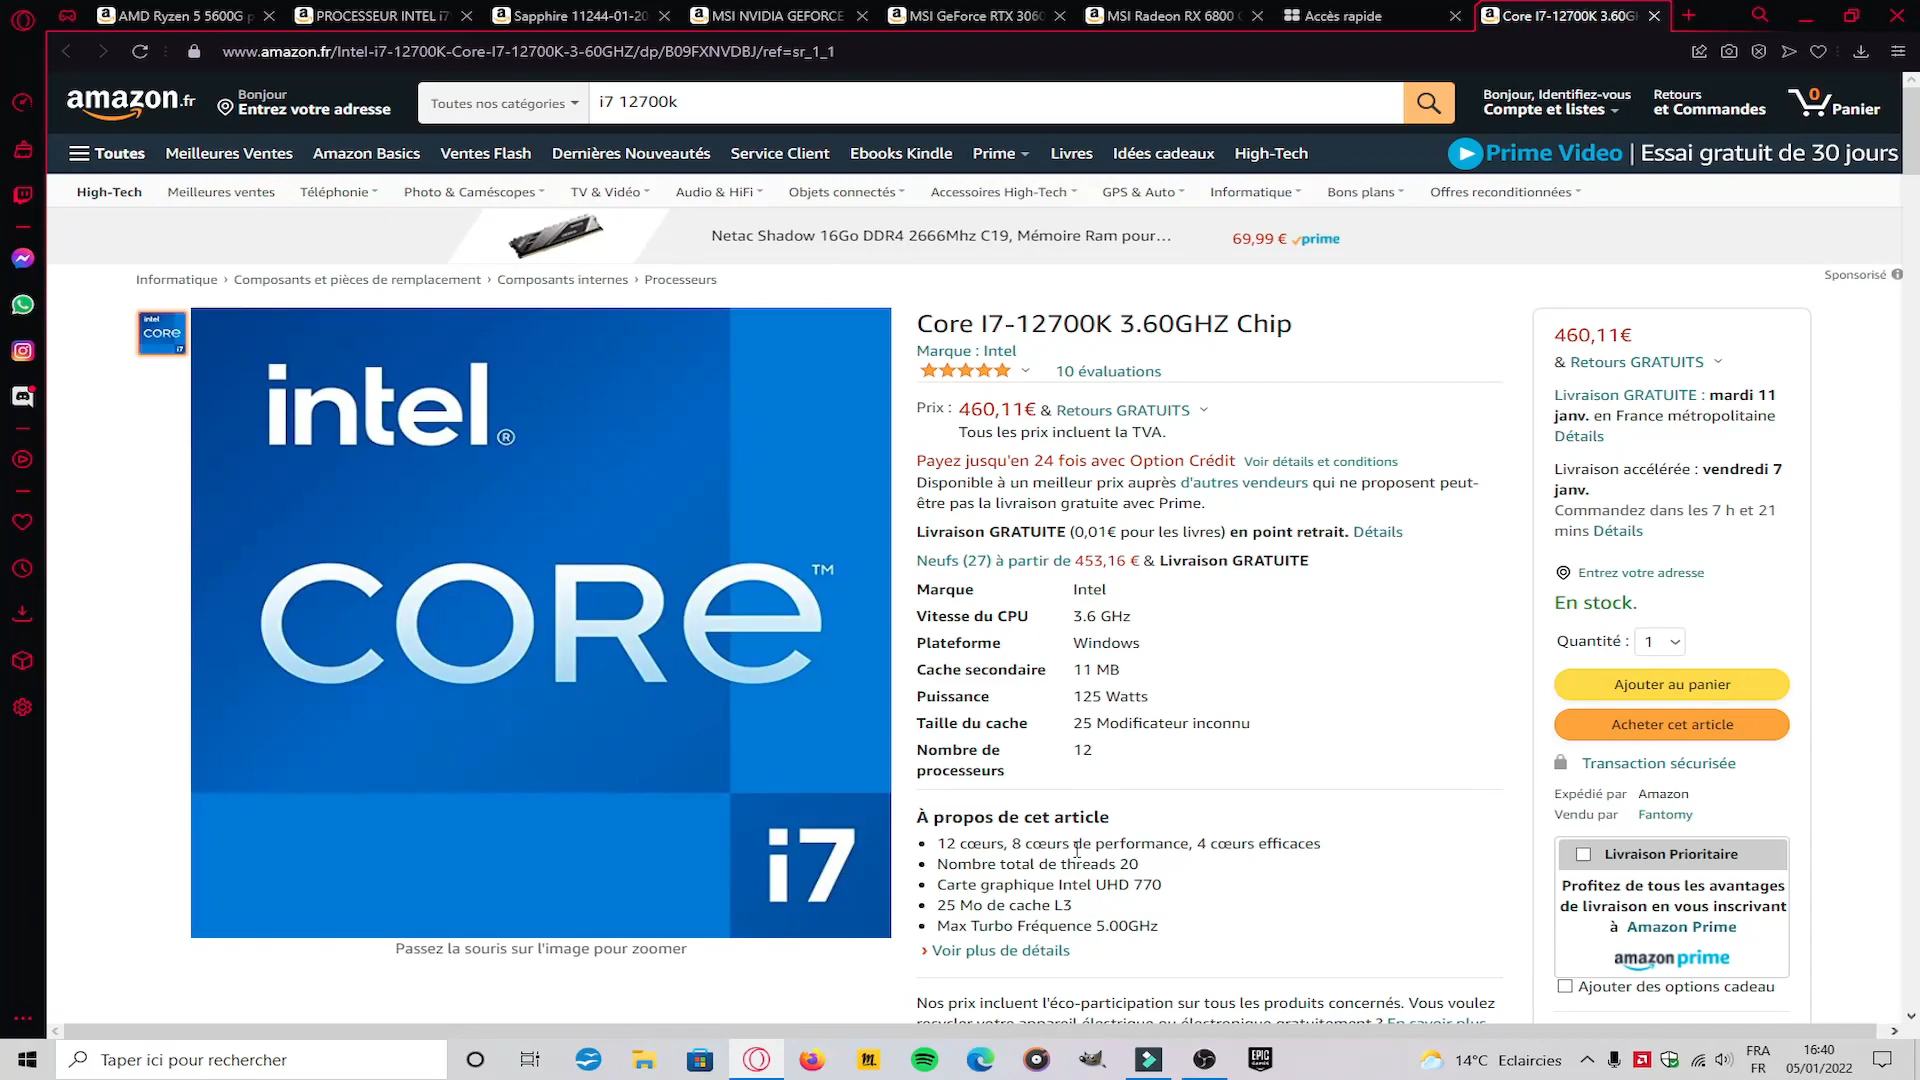 AMD Ryzen 5 5600G p
PROCESSEUR INTEL i7
Sapphire 11244-01-20
MSI NVIDIA GEFORCE
MSI GeForce RTX 3060
MSI Radeon RX 6800
Accès rapide
Core I7-12700K 3.60G
www.amazon.fr/Intel-i7-12700K-Core-I7-12700K-3-60GHZ/dp/B09FXNVDBJ/ref=sr_1_1
amazon.fr
Bonjour
Entrez votre adresse
Toutes nos catégories
i7 12700k
Bonjour, Identifiez-vous
Compte et listes
Retours
et Commandes
0
Panier
Toutes
Meilleures Ventes
Amazon Basics
Ventes Flash
Dernières Nouveautés
Service Client
Ebooks Kindle
Prime
Livres
Idées cadeaux
High-Tech
Prime Video | Essai gratuit de 30 jours
High-Tech
Meilleures ventes
Téléphonie
Photo & Caméscopes
TV & Vidéo
Audio & HiFi
Objets connectés
Accessoires High-Tech
GPS & Auto
Informatique
Bons plans
Offres reconditionnées
Netac Shadow 16Go DDR4 2666Mhz C19, Mémoire Ram pour…
69,99 € prime
Informatique › Composants et pièces de remplacement › Composants internes › Processeurs
Sponsorisé
intel
CORE
i7
intel®
CORE™
i7
Passez la souris sur l'image pour zoomer
Core I7-12700K 3.60GHZ Chip
Marque : Intel
10 évaluations
Prix : 460,11€ & Retours GRATUITS
Tous les prix incluent la TVA.
Payez jusqu'en 24 fois avec Option Crédit Voir détails et conditions
Disponible à un meilleur prix auprès d'autres vendeurs qui ne proposent peut-
être pas la livraison gratuite avec Prime.
Livraison GRATUITE (0,01€ pour les livres) en point retrait. Détails
Neufs (27) à partir de 453,16 € & Livraison GRATUITE
Marque Intel
Vitesse du CPU 3.6 GHz
Plateforme Windows
Cache secondaire 11 MB
Puissance 125 Watts
Taille du cache 25 Modificateur inconnu
Nombre de 12
processeurs
À propos de cet article
12 cœurs, 8 cœurs de performance, 4 cœurs efficaces
Nombre total de threads 20
Carte graphique Intel UHD 770
25 Mo de cache L3
Max Turbo Fréquence 5.00GHz
› Voir plus de détails
Nos prix incluent l'éco-participation sur tous les produits concernés. Vous voulez
recycler votre appareil électrique ou électronique gratuitement ? En savoir plus
460,11€
& Retours GRATUITS
Livraison GRATUITE : mardi 11
janv. en France métropolitaine
Détails
Livraison accélérée : vendredi 7
janv.
Commandez dans les 7 h et 21
mins Détails
Entrez votre adresse
En stock.
Quantité : 1
Ajouter au panier
Acheter cet article
Transaction sécurisée
Expédié par Amazon
Vendu par Fantomy
Livraison Prioritaire
Profitez de tous les avantages
de livraison en vous inscrivant
à Amazon Prime
amazon prime
Ajouter des options cadeau
Taper ici pour rechercher
m.
EPIC
GAMES
14°C Eclaircies
FRA
FR
16:40
05/01/2022